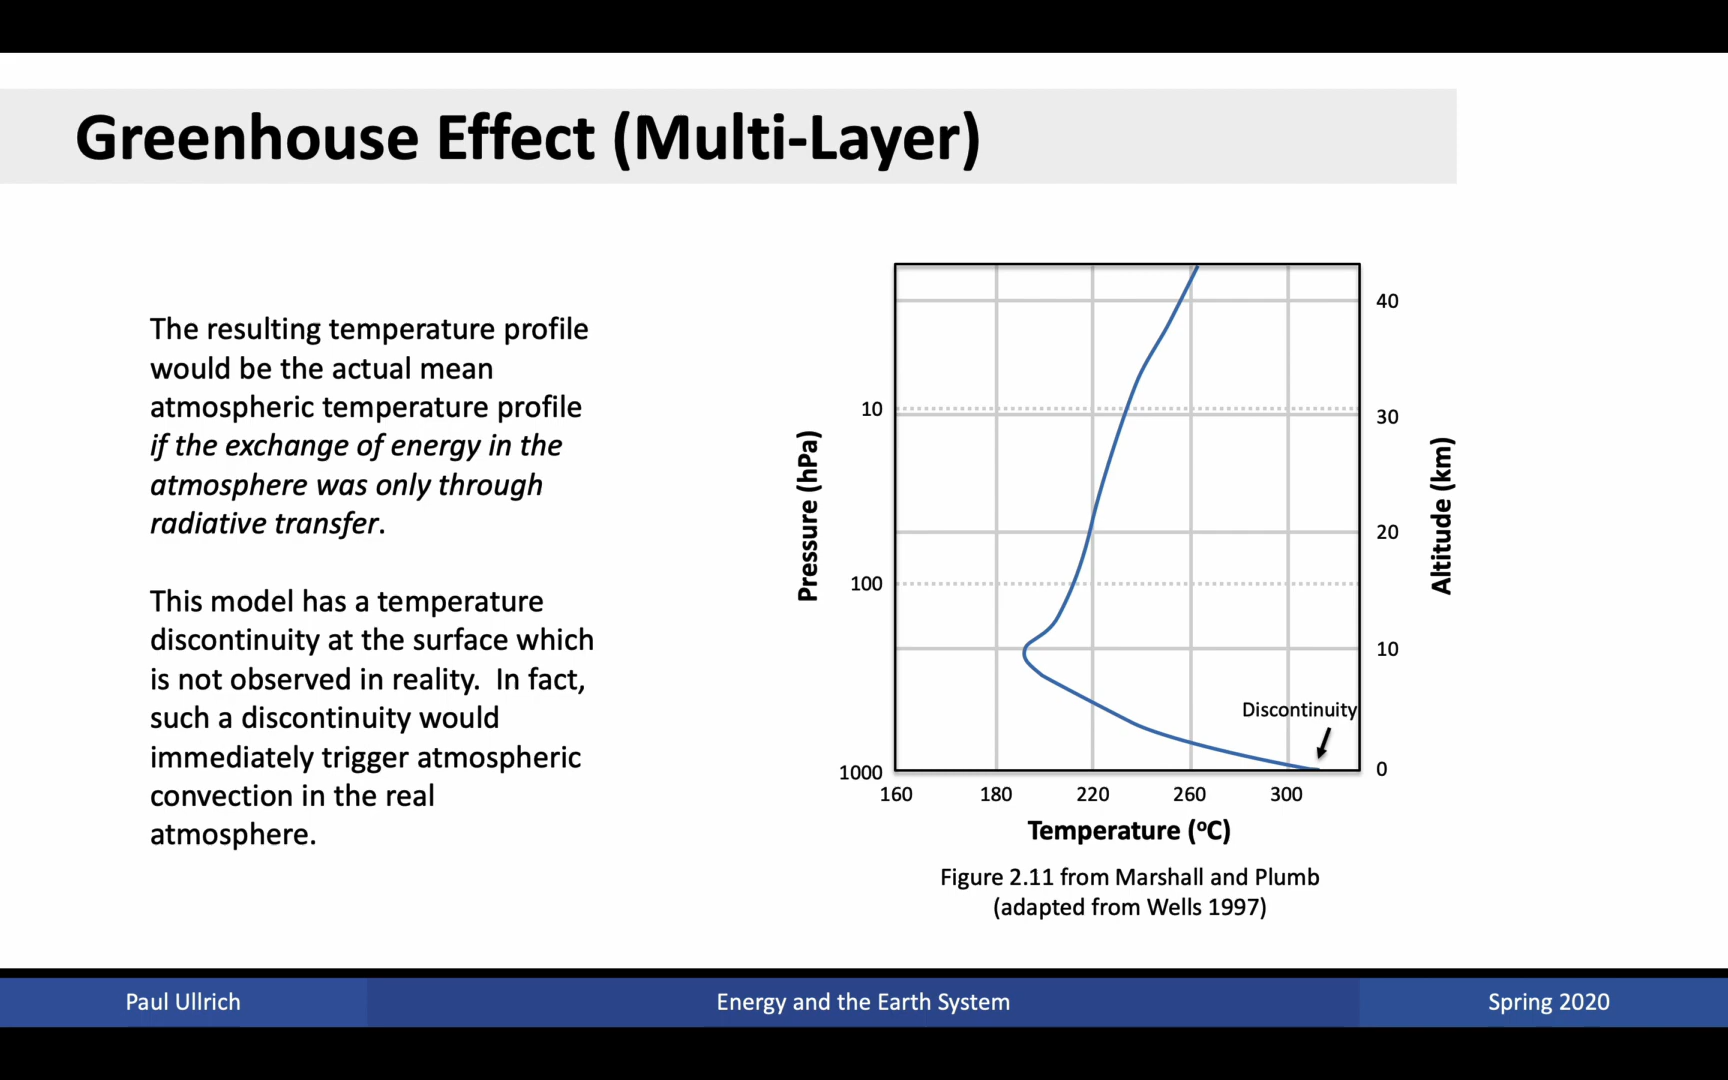 Greenhouse Effect (Multi-Layer)
The resulting temperature profile
would be the actual mean
atmospheric temperature profile
if the exchange of energy in the
atmosphere was only through
radiative transfer.
This model has a temperature
discontinuity at the surface which
is not observed in reality.  In fact,
such a discontinuity would
immediately trigger atmospheric
convection in the real
atmosphere.
Pressure (hPa)
10
100
1000
40
30
20
10
0
Altitude (km)
Discontinuity
160 180 220 260 300
Temperature (ºC)
Figure 2.11 from Marshall and Plumb
(adapted from Wells 1997)
Paul Ullrich
Energy and the Earth System
Spring 2020